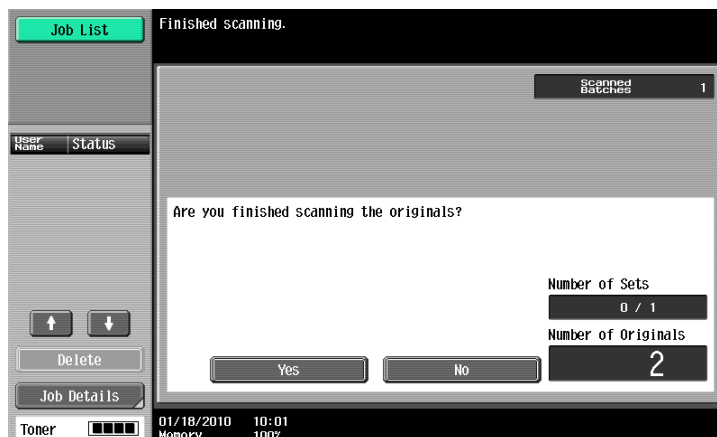 Job List
Finished scanning.
Scanned
Batches 1
User
Name Status
Are you finished scanning the originals?
Number of Sets
0 / 1
Number of Originals
2
Yes
No
Delete
Job Details
Toner
01/18/2010 10:01
Memory 100%